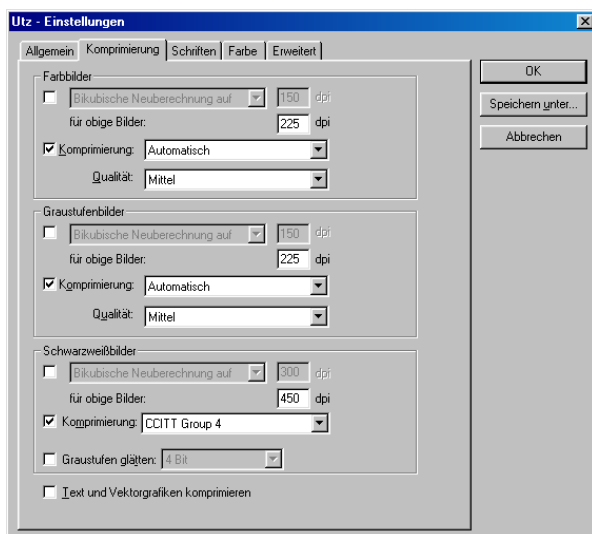 Utz - Einstellungen
Allgemein Komprimierung Schriften Farbe Erweitert
Farbbilder
Bikubische Neuberechnung auf 150 dpi
für obige Bilder: 225 dpi
Komprimierung: Automatisch
Qualität: Mittel
Graustufenbilder
Bikubische Neuberechnung auf 150 dpi
für obige Bilder: 225 dpi
Komprimierung: Automatisch
Qualität: Mittel
Schwarzweißbilder
Bikubische Neuberechnung auf 300 dpi
für obige Bilder: 450 dpi
Komprimierung: CCITT Group 4
Graustufen glätten: 4 Bit
Text und Vektorgrafiken komprimieren
OK
Speichern unter...
Abbrechen